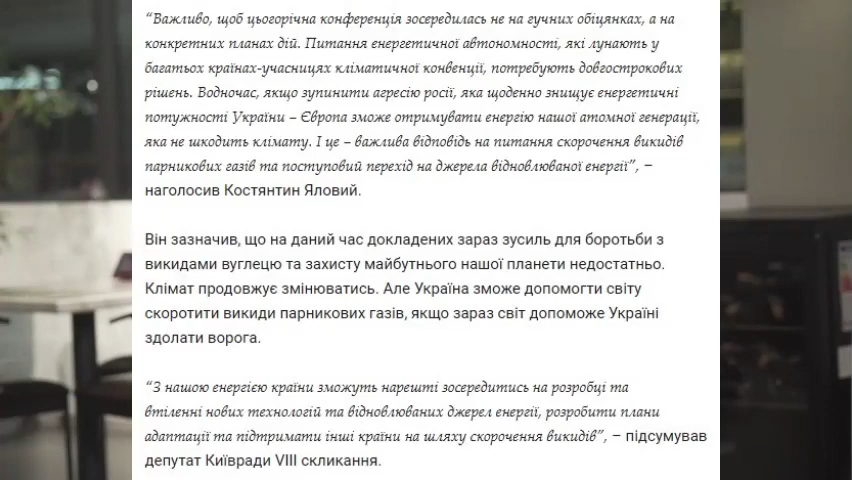 “Важливо, щоб цьогорічна конференція зосередилась не на гучних обіцянках, а на
конкретних планах дій. Питання енергетичної автономності, які лунають у
багатьох країнах-учасницях кліматичної конвенції, потребують довгострокових
рішень. Водночас, якщо зупинити агресію росії, яка щоденно знищує енергетичні
потужності України – Європа зможе отримувати енергію нашої атомної генерації,
яка не шкодить клімату. І це – важлива відповідь на питання скорочення викидів
парникових газів та поступовий перехід на джерела відновлюваної енергії”, –
наголосив Костянтин Яловий.
Він зазначив, що на даний час докладених зараз зусиль для боротьби з
викидами вуглецю та захисту майбутнього нашої планети недостатньо.
Клімат продовжує змінюватись. Але Україна зможе допомогти світу
скоротити викиди парникових газів, якщо зараз світ допоможе Україні
здолати ворога.
“З нашою енергією країни зможуть нарешті зосередитись на розробці та
втіленні нових технологій та відновлюваних джерел енергії, розробити плани
адаптації та підтримати інші країни на шляху скорочення викидів”, – підсумував
депутат Київради VIII скликання.